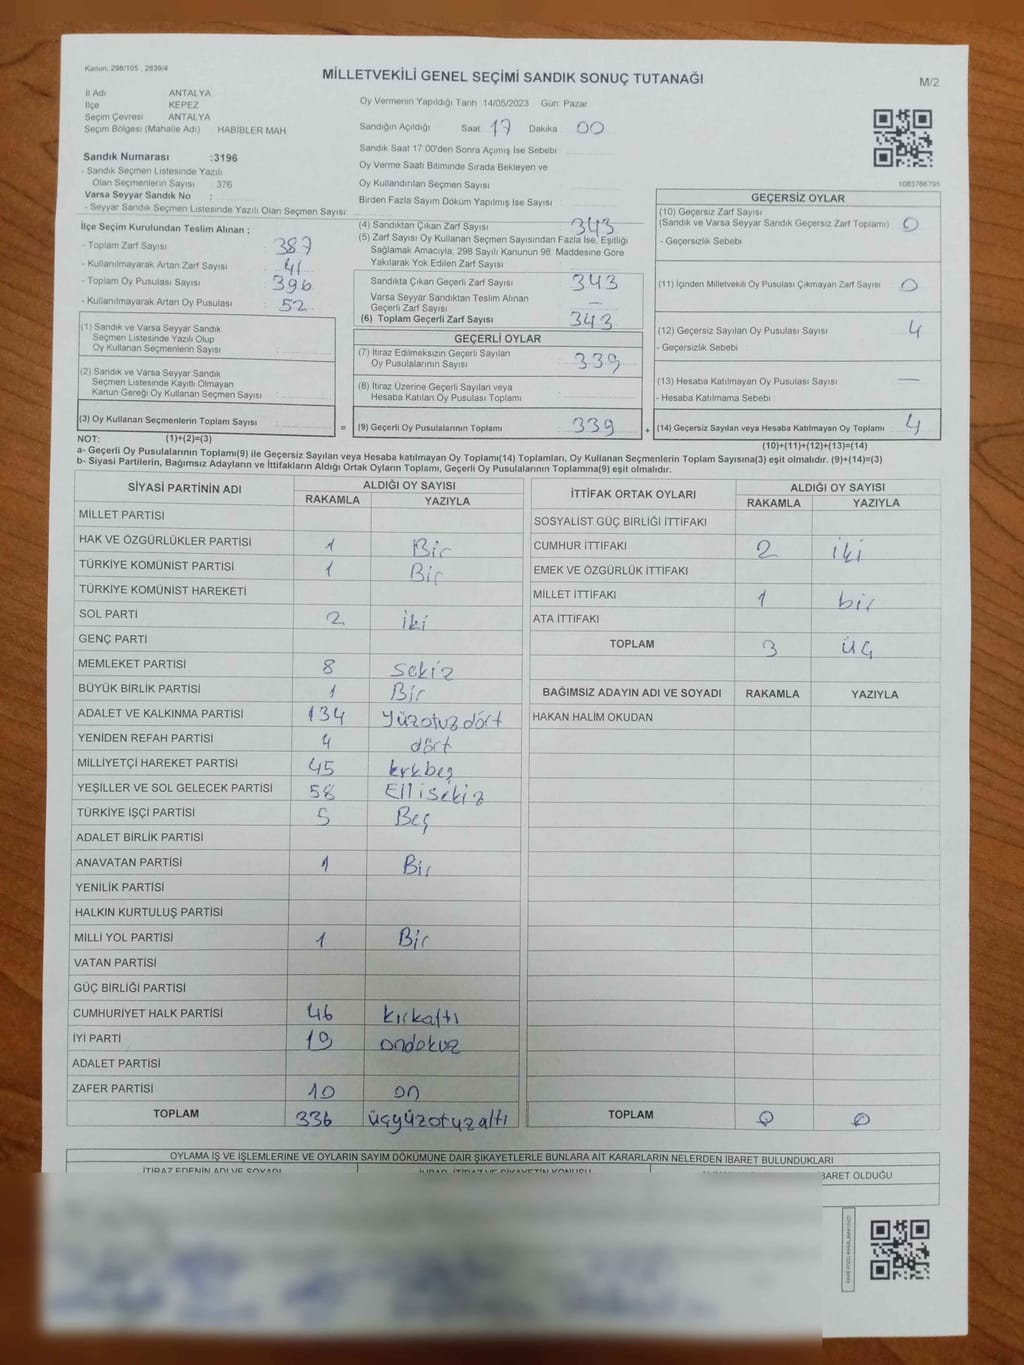 Kanun; 298/105 , 2839/4
MİLLETVEKİLİ GENEL SEÇİMİ SANDIK SONUÇ TUTANAĞI
M/2
İl Adı : ANTALYA
İlçe : KEPEZ
Seçim Çevresi : ANTALYA
Seçim Bölgesi (Mahalle Adı) : HABİBLER MAH
Oy Vermenin Yapıldığı Tarih : 14/05/2023 Gün: Pazar
Sandığın Açıldığı Saat 17 Dakika 00
Sandık Saat 17.00'den Sonra Açımış İse Sebebi :
Oy Verme Saati Bitiminde Sırada Bekleyen ve
Oy Kullandırılan Seçmen Sayısı
Birden Fazla Sayım Döküm Yapılmış İse Sayısı :
Sandık Numarası :3196
- Sandık Seçmen Listesinde Yazılı
Olan Seçmenlerin Sayısı : 376
Varsa Seyyar Sandık No :
- Seyyar Sandık Seçmen Listesinde Yazılı Olan Seçmen Sayısı:
1083766795
İlçe Seçim Kurulundan Teslim Alınan ;
- Toplam Zarf Sayısı : 387
- Kullanılmayarak Artan Zarf Sayısı : 41
- Toplam Oy Pusulası Sayısı : 396
- Kullanılmayarak Artan Oy Pusulası : 52
(1) Sandık ve Varsa Seyyar Sandık
Seçmen Listesinde Yazılı Olup
Oy Kullanan Seçmenlerin Sayısı :
(2) Sandık ve Varsa Seyyar Sandık
Seçmen Listesinde Kayıtlı Olmayan
Kanun Gereği Oy Kullanan Seçmen Sayısı :
(3) Oy Kullanan Seçmenlerin Toplam Sayısı :
(4) Sandıktan Çıkan Zarf Sayısı : 343
(5) Zarf Sayısı Oy Kullanan Seçmen Sayısından Fazla İse, Eşitliği
Sağlamak Amacıyla, 298 Sayılı Kanunun 98. Maddesine Göre
Yakılarak Yok Edilen Zarf Sayısı :
Sandıkta Çıkan Geçerli Zarf Sayısı : 343
Varsa Seyyar Sandıktan Teslim Alınan
Geçerli Zarf Sayısı : —
(6) Toplam Geçerli Zarf Sayısı : 343
GEÇERLİ OYLAR
(7) İtiraz Edilmeksizin Geçerli Sayılan
Oy Pusulalarının Sayısı : 339
(8) İtiraz Üzerine Geçerli Sayılan veya
Hesaba Katılan Oy Pusulası Toplamı :
= (9) Geçerli Oy Pusulalarının Toplamı : 339 +
GEÇERSİZ OYLAR
(10) Geçersiz Zarf Sayısı
(Sandık ve Varsa Seyyar Sandık Geçersiz Zarf Toplamı) : 0
- Geçersizlik Sebebi :
(11) İçinden Milletvekili Oy Pusulası Çıkmayan Zarf Sayısı : 0
(12) Geçersiz Sayılan Oy Pusulası Sayısı : 4
- Geçersizlik Sebebi :
(13) Hesaba Katılmayan Oy Pusulası Sayısı : —
- Hesaba Katılmama Sebebi :
(14) Geçersiz Sayılan veya Hesaba Katılmayan Oy Toplamı : 4
NOT: (1)+(2)=(3)
(10)+(11)+(12)+(13)=(14)
a- Geçerli Oy Pusulasının Toplamı(9) ile Geçersiz Sayılan veya Hesaba katılmayan Oy Toplamı(14) Toplamları, Oy Kullanan Seçmenlerin Toplam Sayısına(3) eşit olmalıdır. (9)+(14)=(3)
b- Siyasi Partilerin, Bağımsız Adayların ve İttifakların Aldığı Ortak Oyların Toplamı, Geçerli Oy Pusulalarının Toplamına(9) eşit olmalıdır.
SİYASİ PARTİNİN ADI
ALDIĞI OY SAYISI
RAKAMLA YAZIYLA
MİLLET PARTİSİ
HAK VE ÖZGÜRLÜKLER PARTİSİ 1 Bir
TÜRKİYE KOMÜNİST PARTİSİ 1 Bir
TÜRKİYE KOMÜNİST HAREKETİ
SOL PARTİ 2 iki
GENÇ PARTİ
MEMLEKET PARTİSİ 8 sekiz
BÜYÜK BİRLİK PARTİSİ 1 Bir
ADALET VE KALKINMA PARTİSİ 134 yüzotuzdört
YENİDEN REFAH PARTİSİ 4 dört
MİLLİYETÇİ HAREKET PARTİSİ 45 kırkbeş
YEŞİLLER VE SOL GELECEK PARTİSİ 58 Ellisekiz
TÜRKİYE İŞÇİ PARTİSİ 5 Beş
ADALET BİRLİK PARTİSİ
ANAVATAN PARTİSİ 1 Bir
YENİLİK PARTİSİ
HALKIN KURTULUŞ PARTİSİ
MİLLİ YOL PARTİSİ 1 Bir
VATAN PARTİSİ
GÜÇ BİRLİĞİ PARTİSİ
CUMHURİYET HALK PARTİSİ 46 kırkaltı
İYİ PARTİ 19 ondokuz
ADALET PARTİSİ
ZAFER PARTİSİ 10 on
TOPLAM 336 üçyüzotuzaltı
İTTİFAK ORTAK OYLARI
ALDIĞI OY SAYISI
RAKAMLA YAZIYLA
SOSYALİST GÜÇ BİRLİĞİ İTTİFAKI
CUMHUR İTTİFAKI 2 iki
EMEK VE ÖZGÜRLÜK İTTİFAKI
MİLLET İTTİFAKI 1 bir
ATA İTTİFAKI
TOPLAM 3 üç
BAĞIMSIZ ADAYIN ADI VE SOYADI RAKAMLA YAZIYLA
HAKAN HALİM OKUDAN
TOPLAM 0 0
OYLAMA İŞ VE İŞLEMLERİNE VE OYLARIN SAYIM DÖKÜMÜNE DAİR ŞİKAYETLERLE BUNLARA AİT KARARLARIN NELERDEN İBARET BULUNDUKLARI
İTİRAZ EDENİN ADI VE SOYADI
BARET OLDUĞU